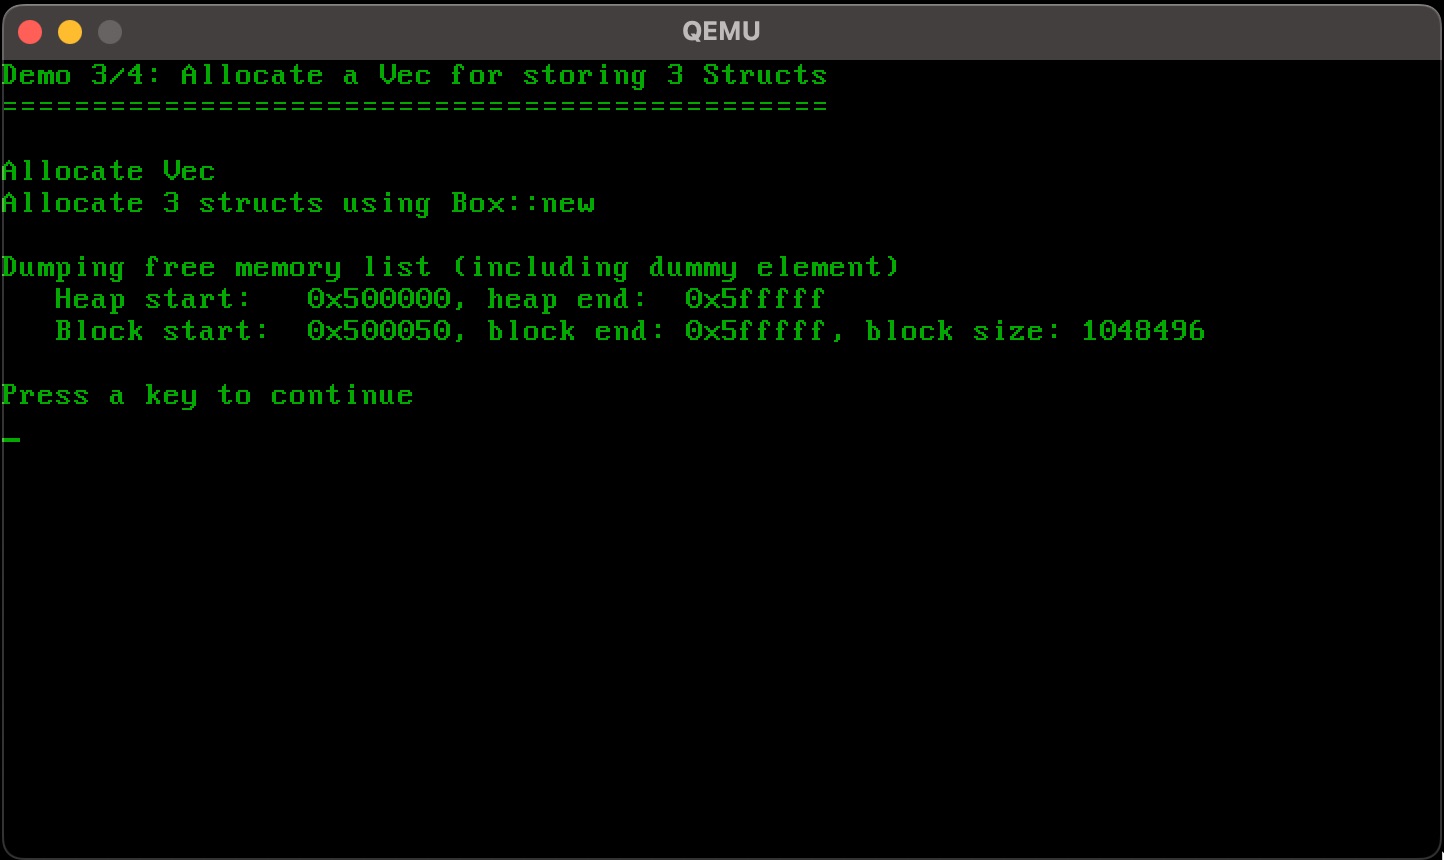 QEMU
Demo 3/4: Allocate a Vec for storing 3 Structs
==============================================
Allocate Vec
Allocate 3 structs using Box::new
Dumping free memory list (including dummy element)
   Heap start:   0x500000, heap end:  0x5fffff
   Block start:  0x500050, block end: 0x5fffff, block size: 1048496
Press a key to continue
_